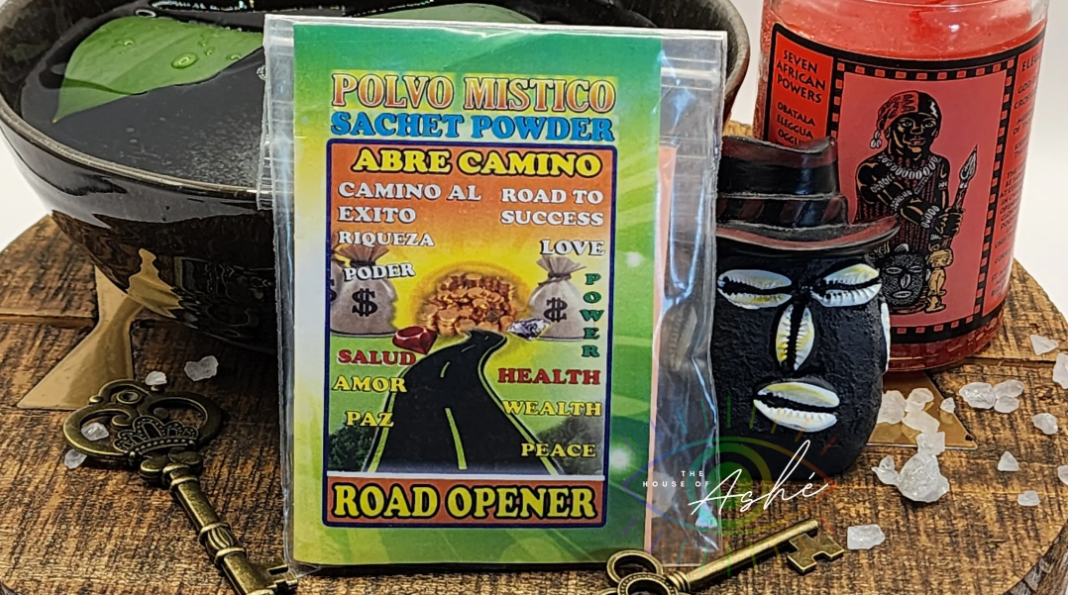 POLVO MISTICO
SACHET POWDER
ABRE CAMINO
CAMINO AL
EXITO
RIQUEZA
PODER
ROAD TO
SUCCESS
LOVE
POWER
SALUD
AMOR
PAZ
HEALTH
WEALTH
PEACE
ROAD OPENER
SEVEN
AFRICAN
POWERS
OBATALA
ELEGGUA
THE
HOUSE OF
Ashé